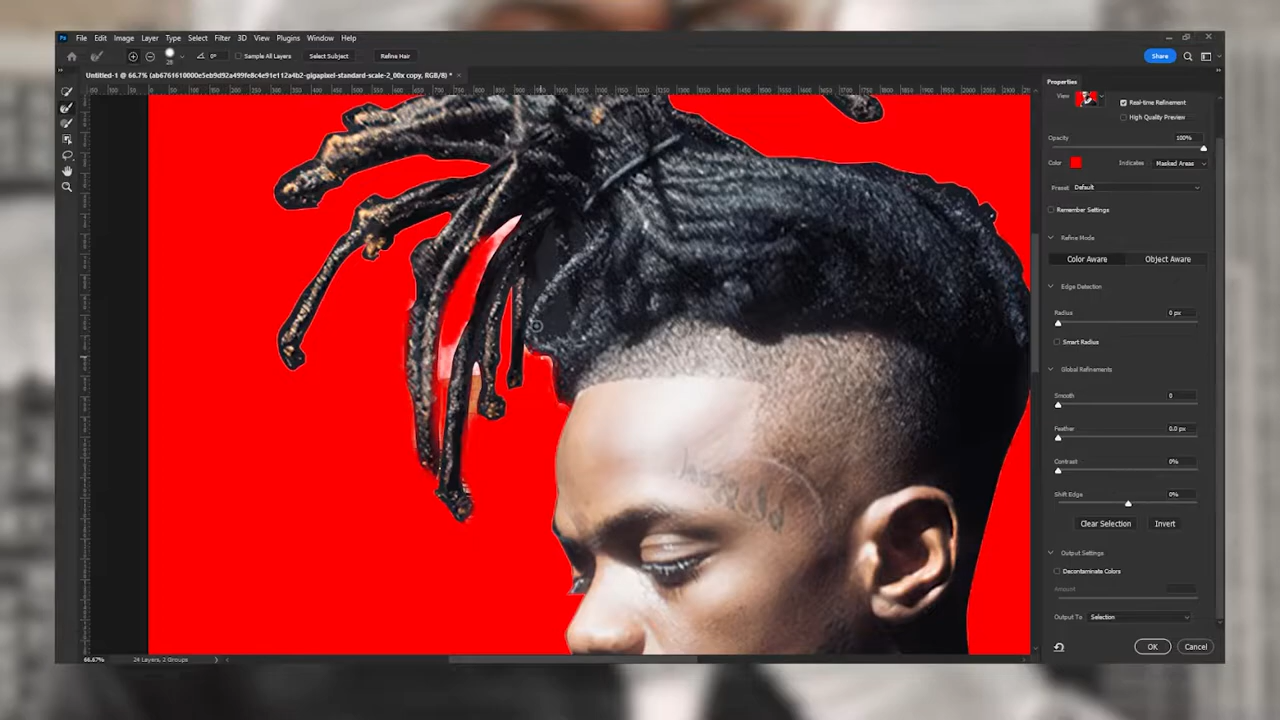 Ps File Edit Image Layer Type Select Filter 3D View Plugins Window Help
28 0° Sample All Layers Select Subject Refine Hair Share
Untitled-1 @ 66.7% (ab6761610000e5eb9d92a499fe8c4e91e112a4b2-gigapixel-standard-scale-2_00x copy, RGB/8) *
Properties
View Real-time Refinement
High Quality Preview
Opacity 100%
Color Indicates Masked Areas
Preset Default
Remember Settings
Refine Mode
Color Aware Object Aware
Edge Detection
Radius 0 px
Smart Radius
Global Refinements
Smooth 0
Feather 0.0 px
Contrast 0%
Shift Edge 0%
Clear Selection Invert
Output Settings
Decontaminate Colors
Amount
Output To Selection
OK Cancel
66.67% 24 Layers, 2 Groups